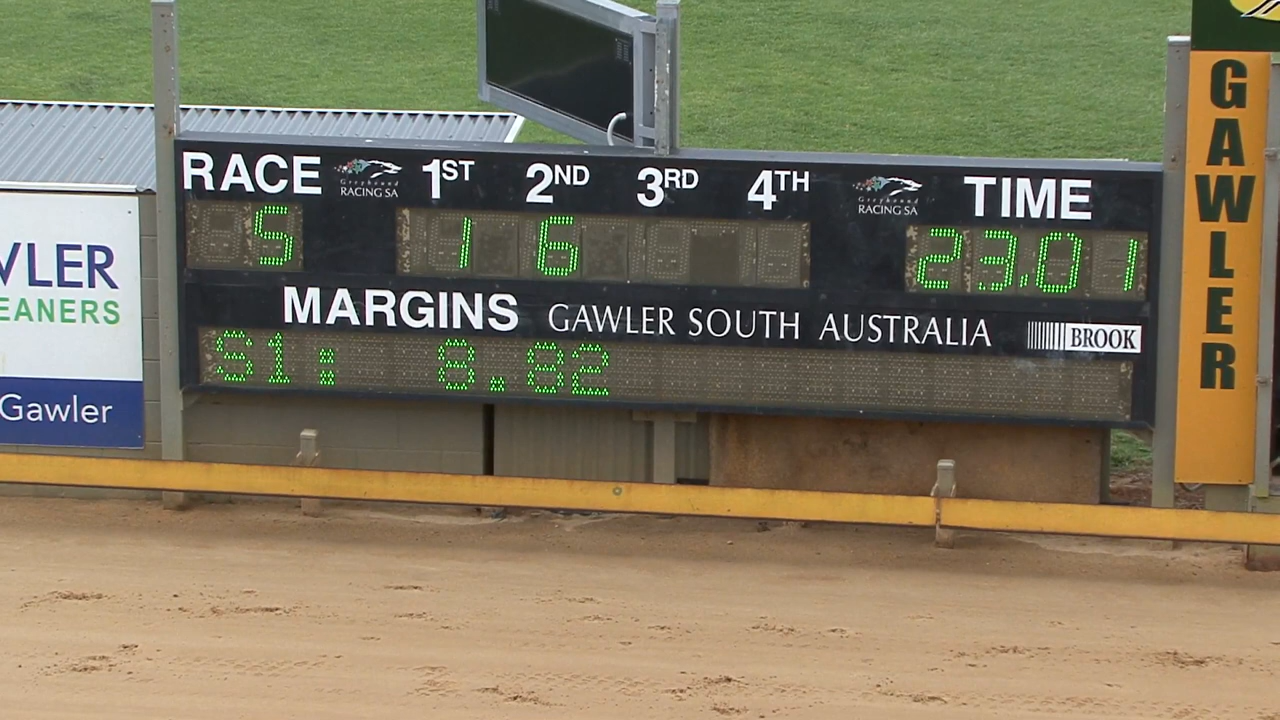 RACE Greyhound RACING SA 1ST 2ND 3RD 4TH Greyhound RACING SA TIME
5 1 6 23.01
MARGINS GAWLER SOUTH AUSTRALIA BROOK
S1: 8.82
WLER
EANERS
Gawler
GAWLER